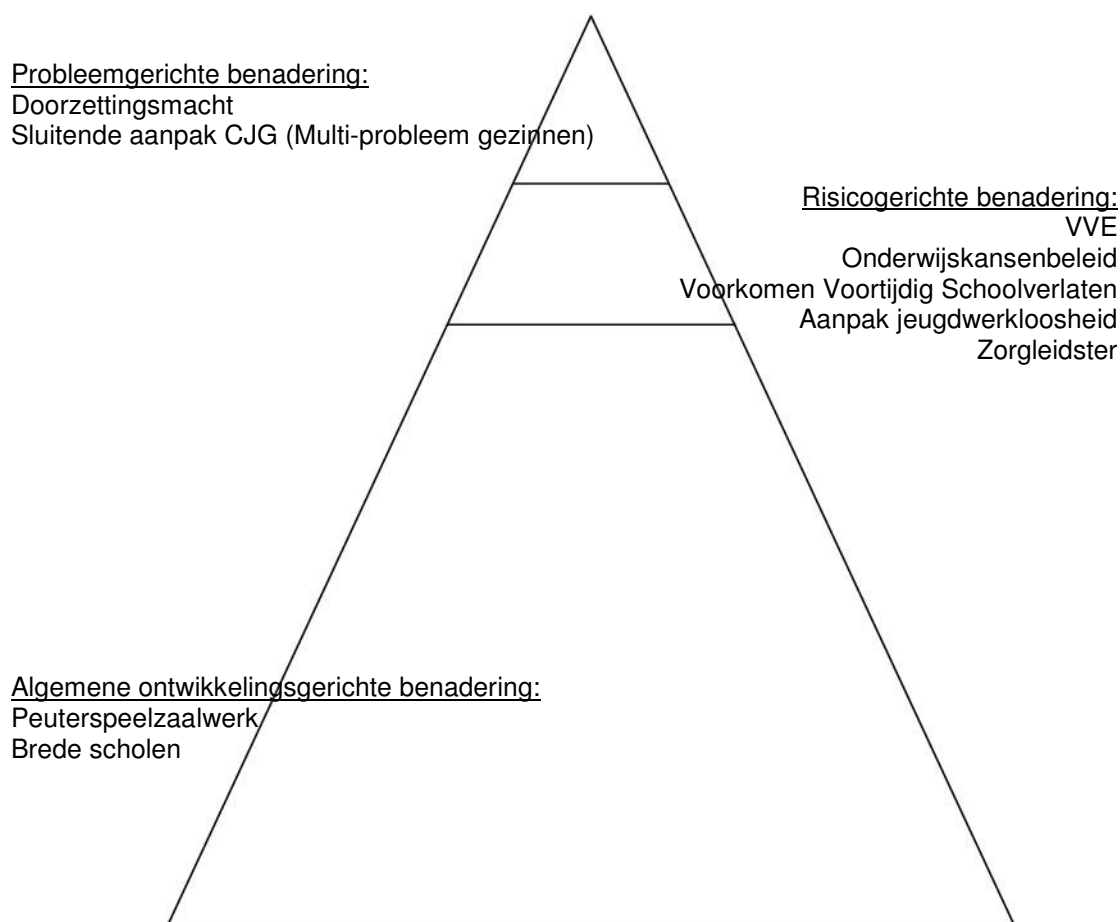 Probleemgerichte benadering:
Doorzettingsmacht
Sluitende aanpak CJG (Multi-probleem gezinnen)
Risicogerichte benadering:
VVE
Onderwijskansenbeleid
Voorkomen Voortijdig Schoolverlaten
Aanpak jeugdwerkloosheid
Zorgleidster
Algemene ontwikkelingsgerichte benadering:
Peuterspeelzaalwerk
Brede scholen